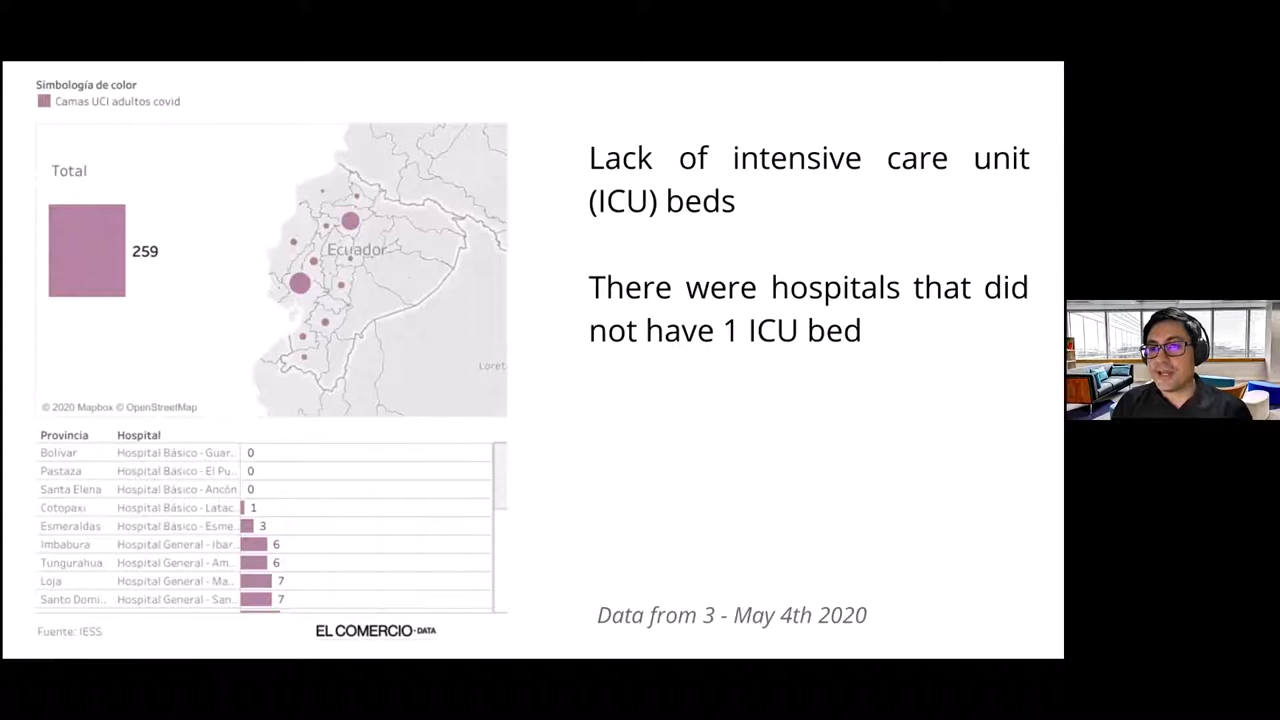 Simbología de color
Camas UCI adultos covid
Total
259
Ecuador
Loret
© 2020 Mapbox © OpenStreetMap
Provincia Hospital
Bolívar Hospital Básico - Guar.. 0
Pastaza Hospital Básico - El Pu.. 0
Santa Elena Hospital Básico - Ancón 0
Cotopaxi Hospital Básico - Latac.. 1
Esmeraldas Hospital Básico - Esme.. 3
Imbabura Hospital General - Ibar.. 6
Tungurahua Hospital General - Am.. 6
Loja Hospital General - Ma.. 7
Santo Domi.. Hospital General - San.. 7
Fuente: IESS
EL COMERCIO-DATA
Lack of intensive care unit
(ICU) beds
There were hospitals that did
not have 1 ICU bed
Data from 3 - May 4th 2020